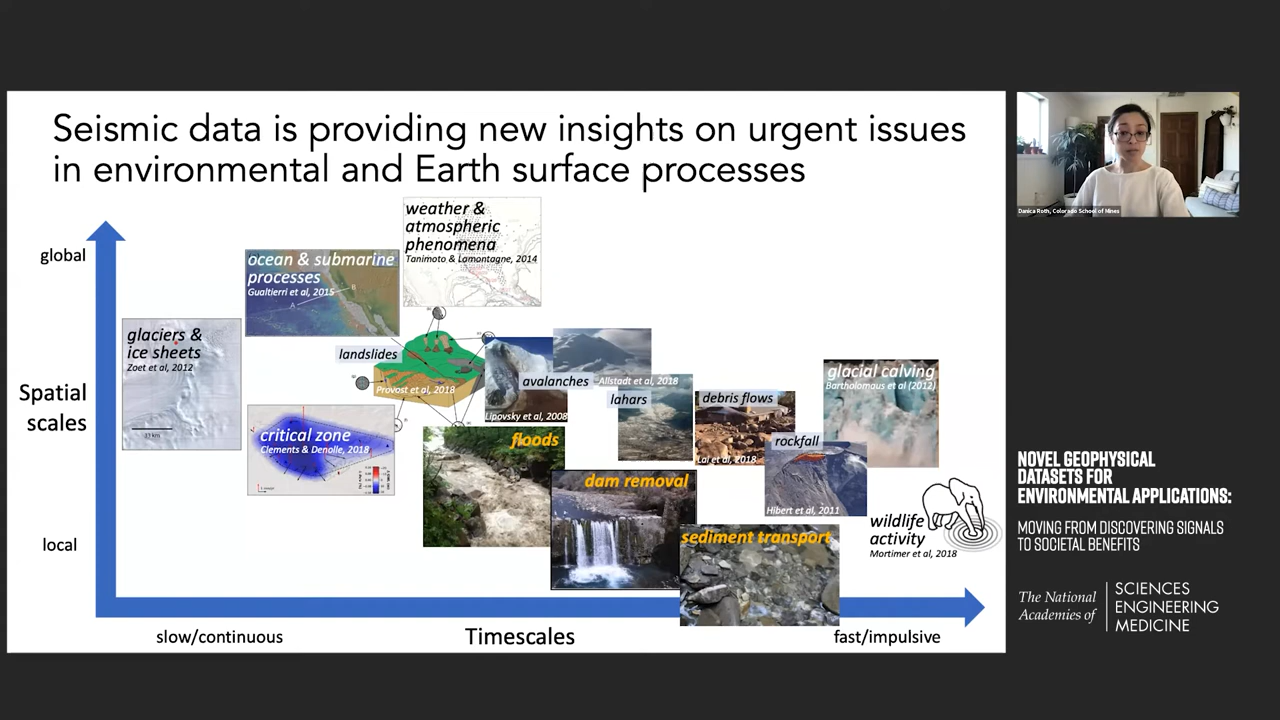 Seismic data is providing new insights on urgent issues
in environmental and Earth surface processes
global
Spatial
scales
local
slow/continuous
Timescales
fast/impulsive
glaciers &
ice sheets
Zoet et al, 2012
33 km
ocean & submarine
processes
Gualtierri et al, 2015
A
B
weather &
atmospheric
phenomena
Tanimoto & Lamontagne, 2014
critical zone
Clements & Denolle, 2018
landslides
Provost et al, 2018
Lipovsky et al, 2008
avalanches
Allstadt et al, 2018
lahars
floods
dam removal
sediment transport
debris flows
Lai et al, 2018
rockfall
Hibert et al, 2011
glacial calving
Bartholomaus et al (2012)
wildlife
activity
Mortimer et al, 2018
Danica Roth, Colorado School of Mines
NOVEL GEOPHYSICAL
DATASETS FOR
ENVIRONMENTAL APPLICATIONS:
MOVING FROM DISCOVERING SIGNALS
TO SOCIETAL BENEFITS
The National
Academies of
SCIENCES
ENGINEERING
MEDICINE